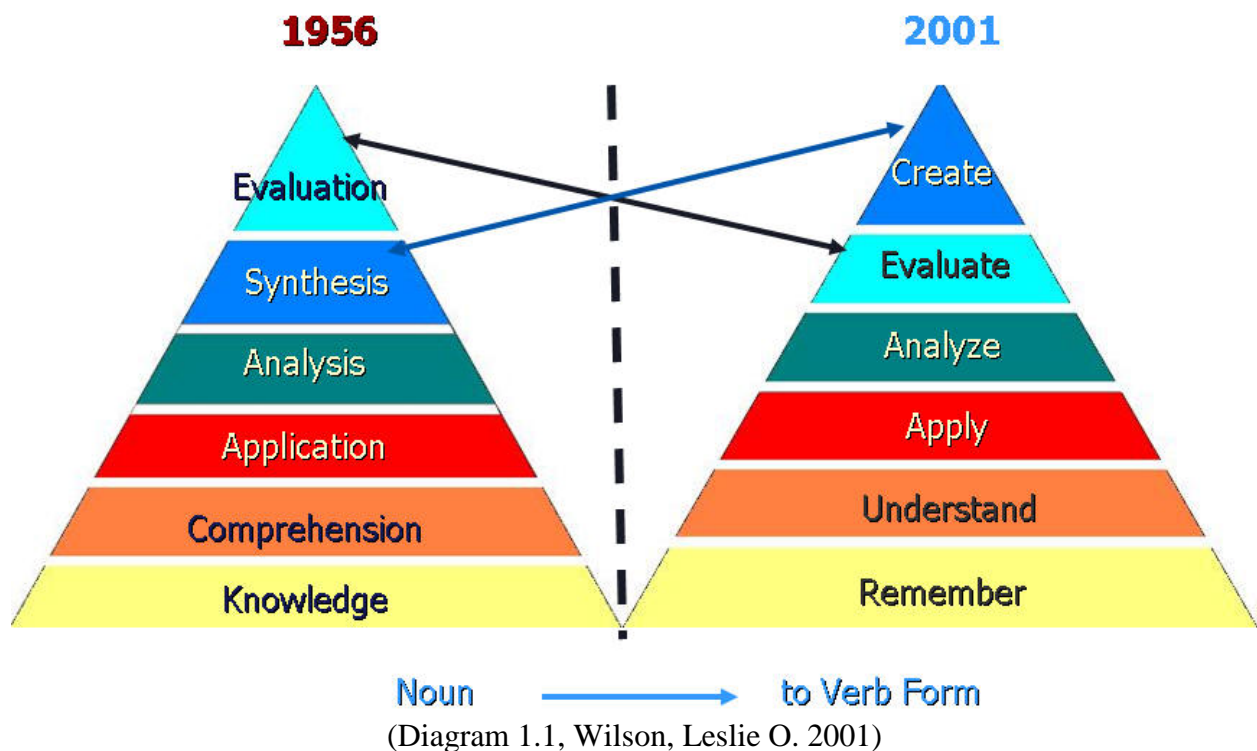 1956
2001
Evaluation
Synthesis
Analysis
Application
Comprehension
Knowledge
Create
Evaluate
Analyze
Apply
Understand
Remember
Noun to Verb Form
(Diagram 1.1, Wilson, Leslie O. 2001)